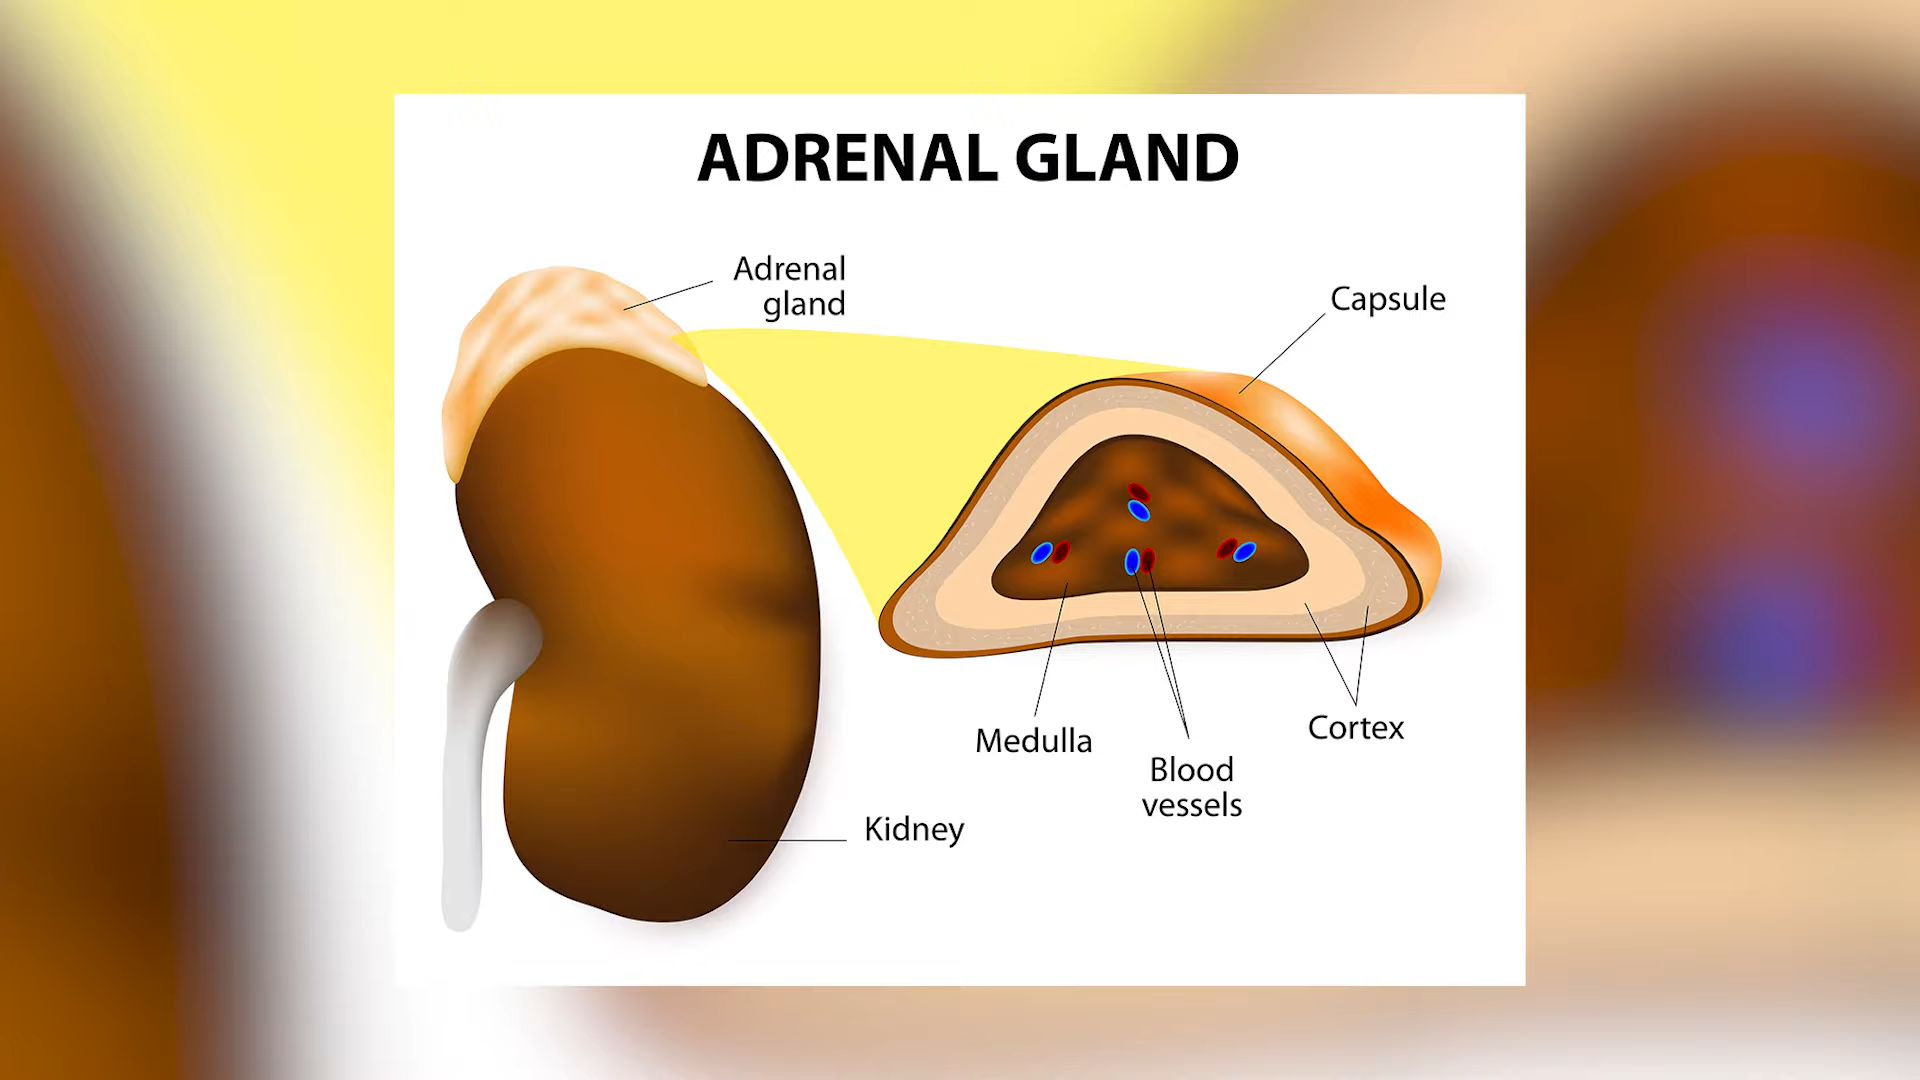 ADRENAL GLAND
Adrenal
gland
Capsule
Medulla
Blood
vessels
Cortex
Kidney